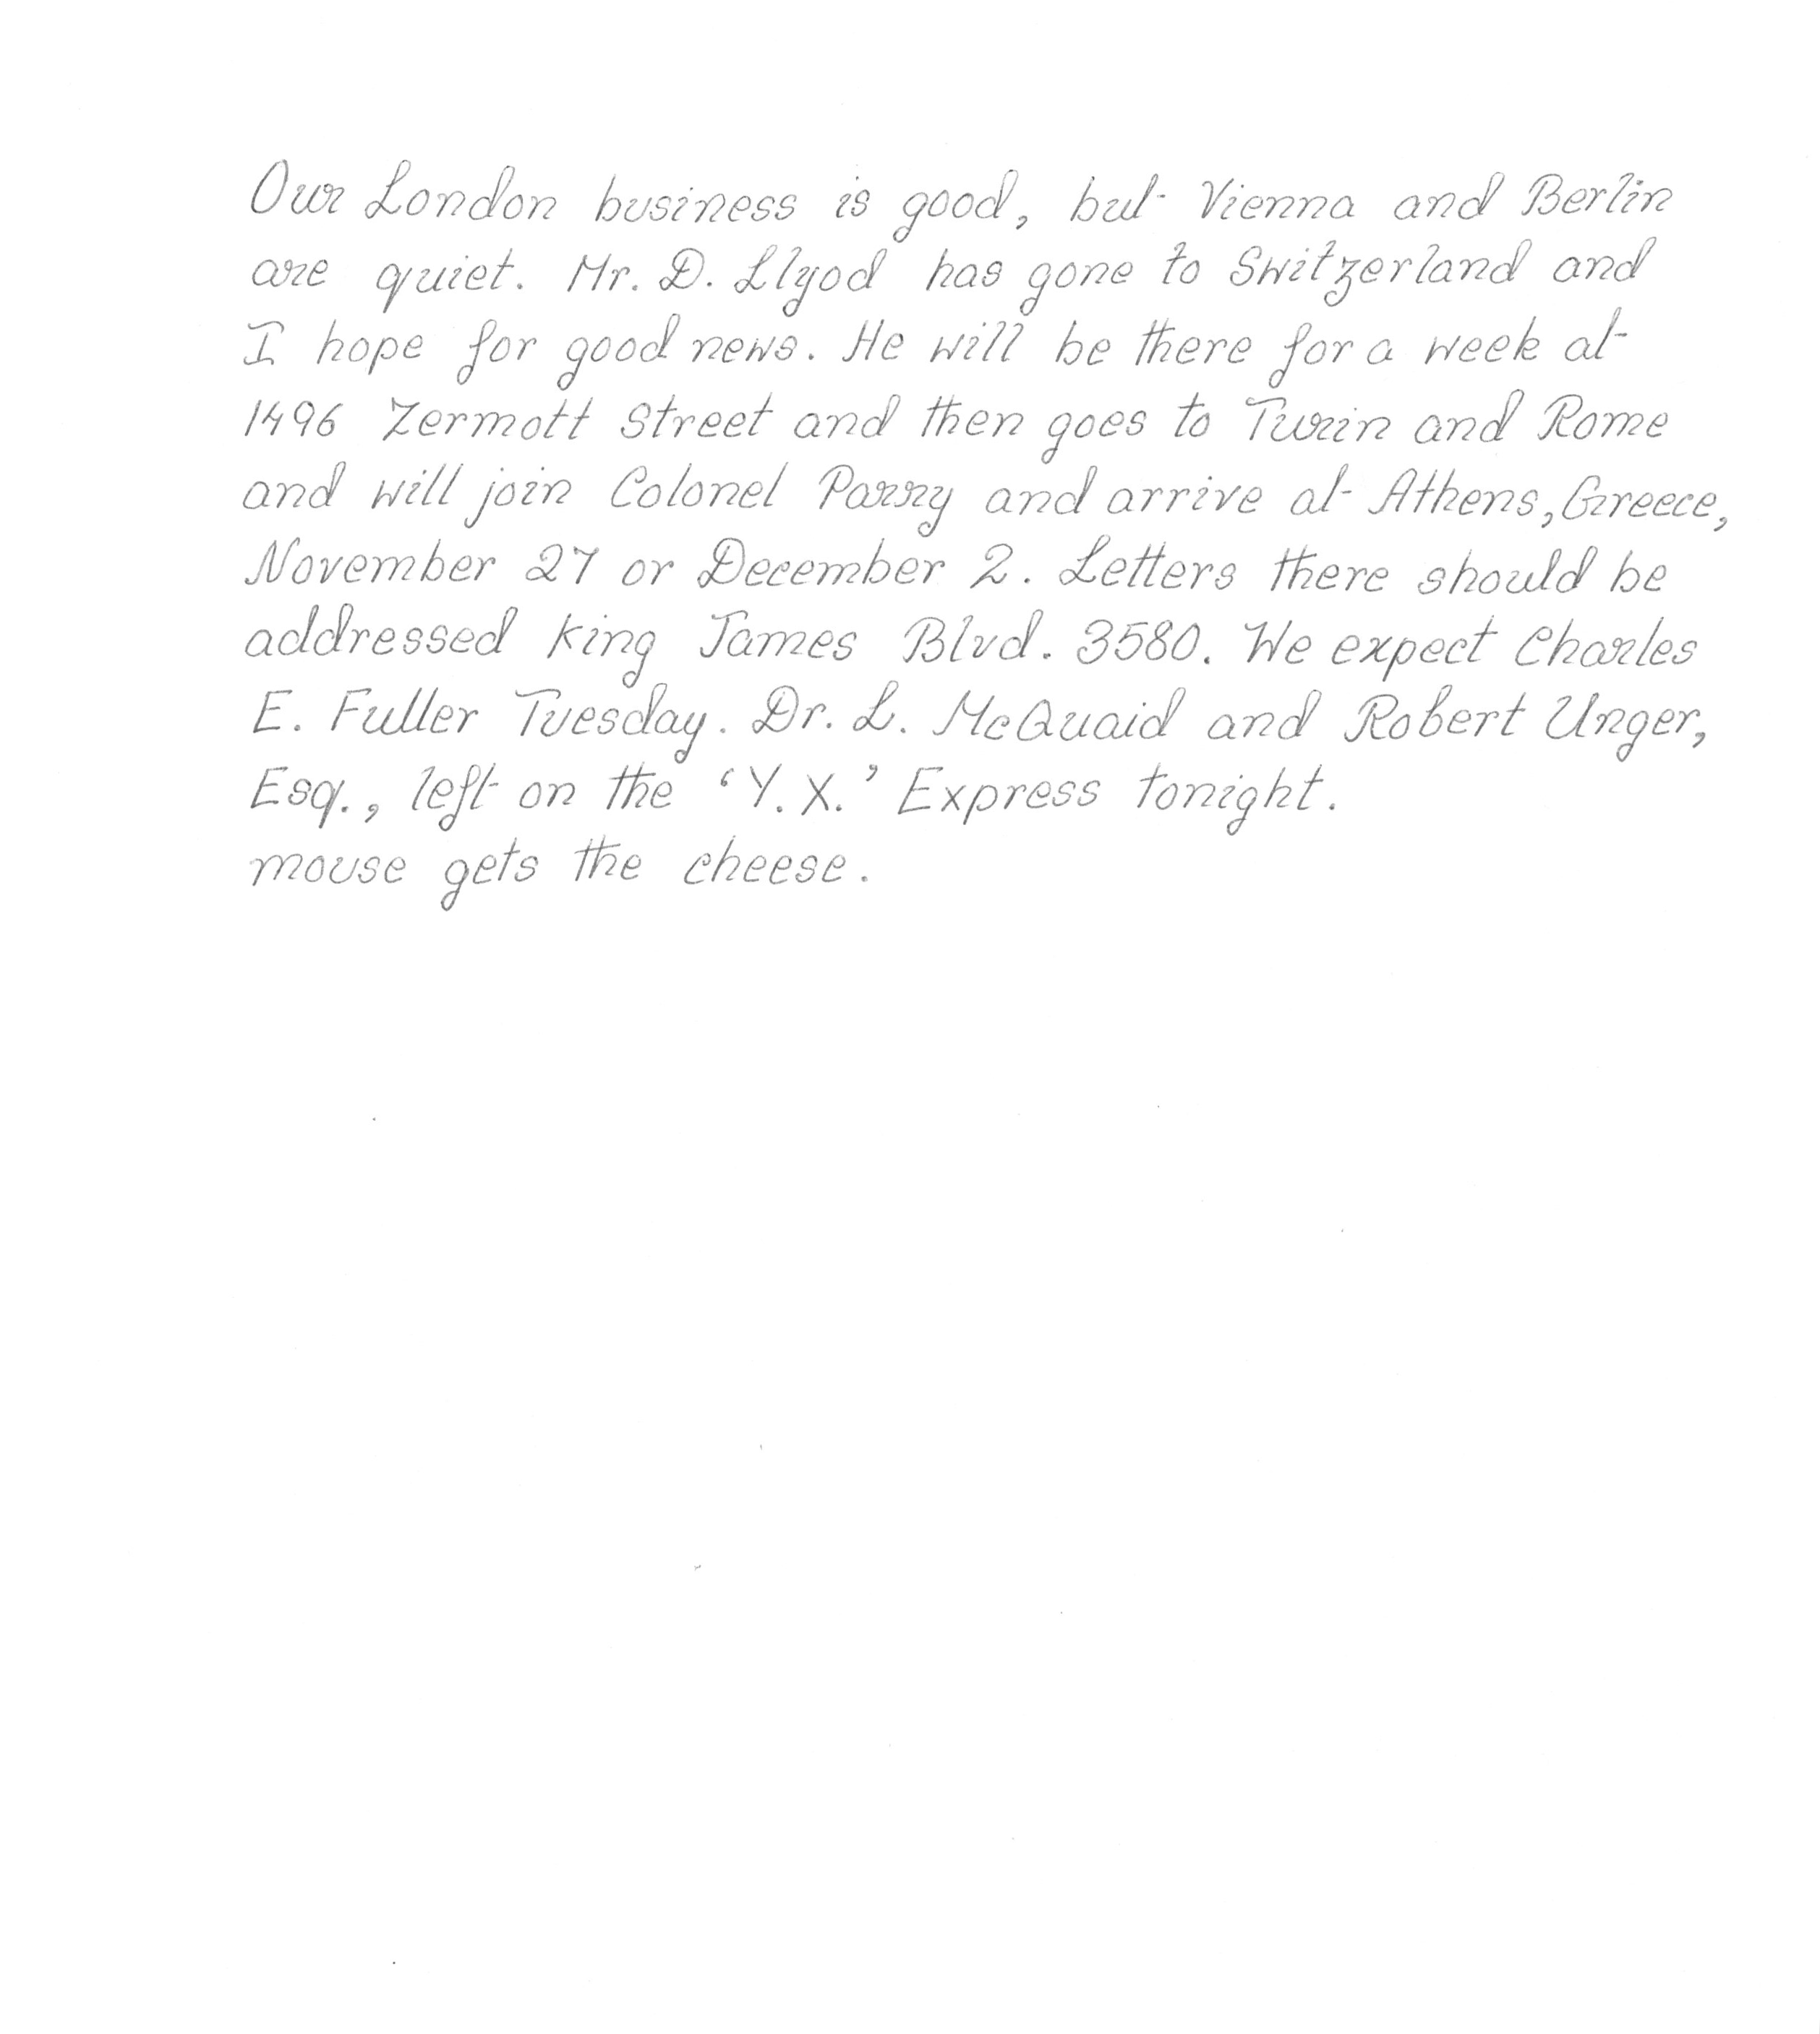 Our London business is good, but Vienna and Berlin
are quiet. Mr. D. Llyod has gone to Switzerland and
I hope for good news. He will be there for a week at
1496 Zermott Street and then goes to Turin and Rome
and will join Colonel Parry and arrive at Athens, Greece,
November 27 or December 2. Letters there should be
addressed King James Blvd. 3580. We expect Charles
E. Fuller Tuesday. Dr. L. McQuaid and Robert Unger,
Esq., left on the ‘Y. X.’ Express tonight.
mouse gets the cheese.